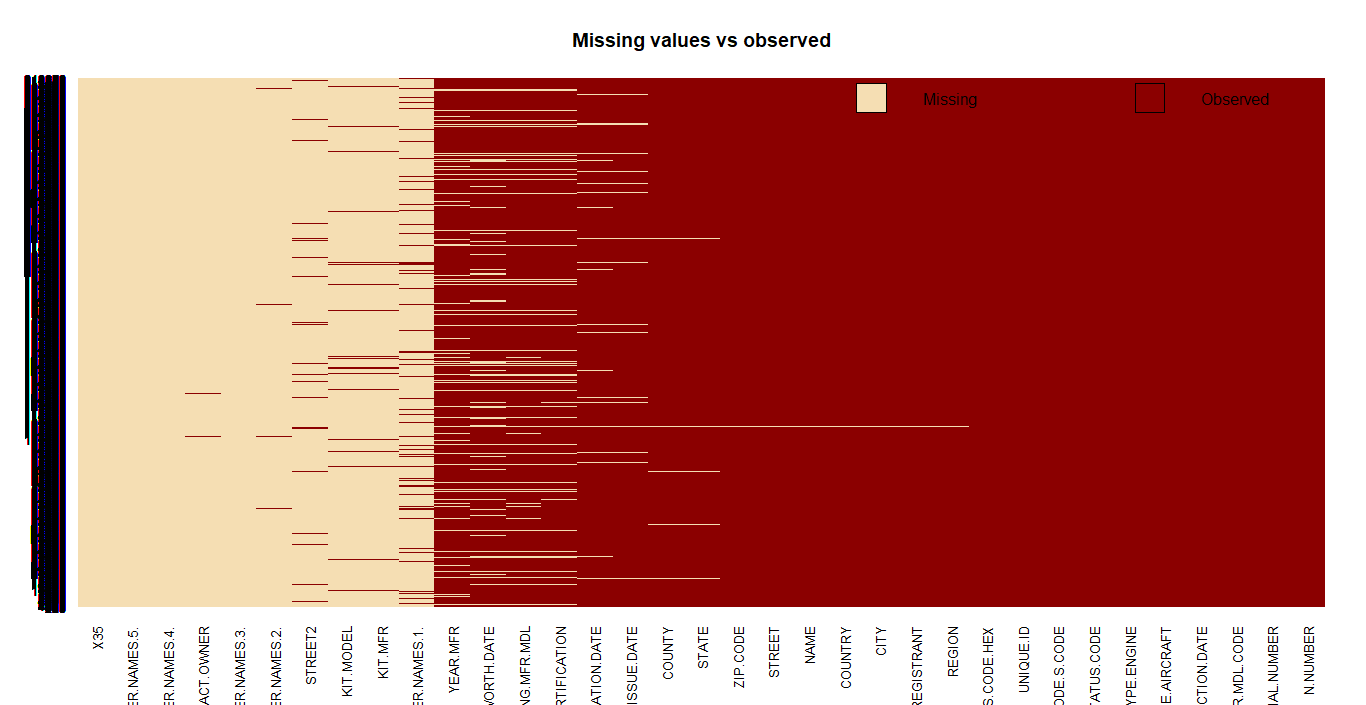 Missing values vs observed
Missing
Observed
X35
ER.NAMES.5.
ER.NAMES.4.
ACT.OWNER
ER.NAMES.3.
ER.NAMES.2.
STREET2
KIT.MODEL
KIT.MFR
ER.NAMES.1.
YEAR.MFR
WORTH.DATE
NG.MFR.MDL
RTIFICATION
ATION.DATE
ISSUE.DATE
COUNTY
STATE
ZIP.CODE
STREET
NAME
COUNTRY
CITY
REGISTRANT
REGION
S.CODE.HEX
UNIQUE.ID
ODE.S.CODE
TATUS.CODE
YPE.ENGINE
E.AIRCRAFT
CTION.DATE
R.MDL.CODE
IAL.NUMBER
N.NUMBER